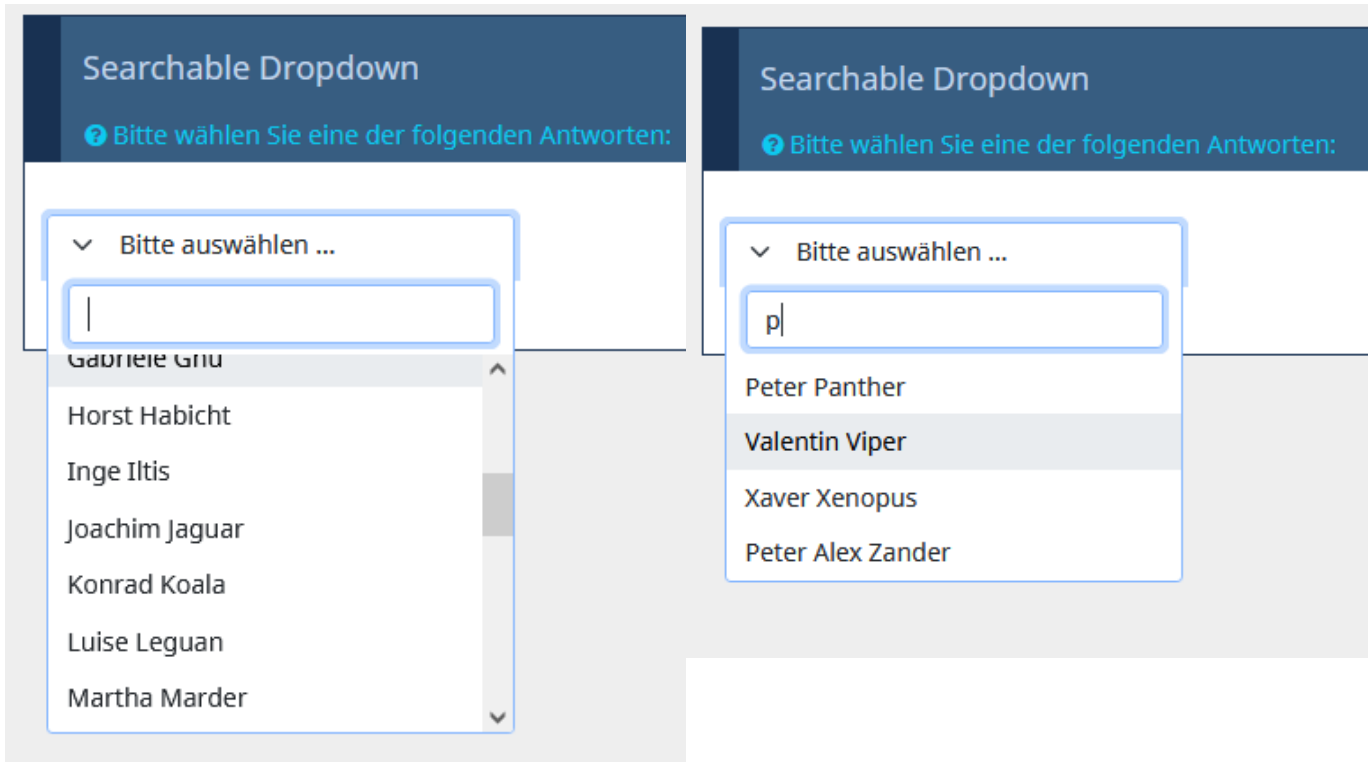 Searchable Dropdown
Bitte wählen Sie eine der folgenden Antworten:
Bitte auswählen ...
Gabriele Gnu
Horst Habicht
Inge Iltis
Joachim Jaguar
Konrad Koala
Luise Leguan
Martha Marder
Searchable Dropdown
Bitte wählen Sie eine der folgenden Antworten:
Bitte auswählen ...
p
Peter Panther
Valentin Viper
Xaver Xenopus
Peter Alex Zander